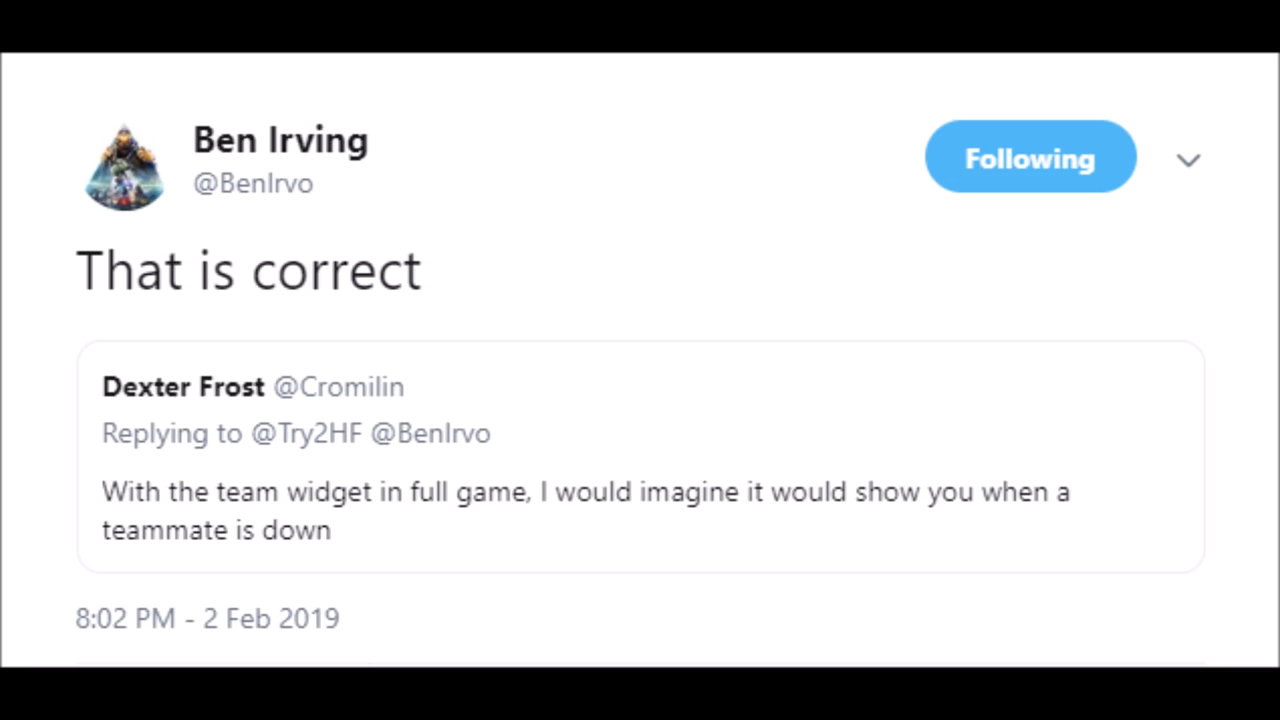 Ben Irving
@BenIrvo
Following
That is correct
Dexter Frost @Cromilin
Replying to @Try2HF @BenIrvo
With the team widget in full game, I would imagine it would show you when a
teammate is down
8:02 PM - 2 Feb 2019